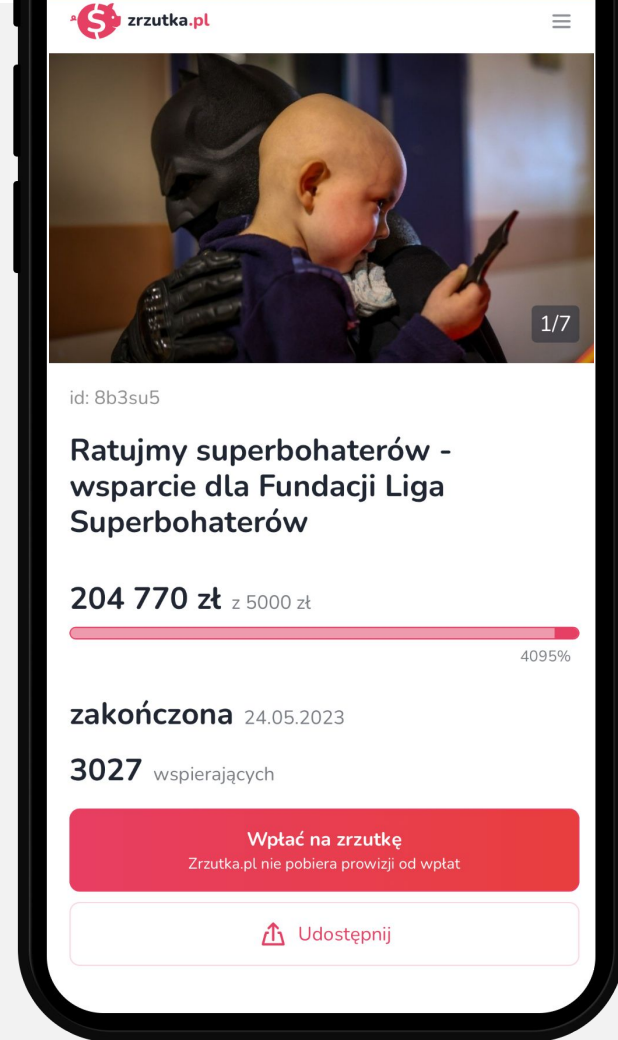 zrzutka.pl
1/7
id: 8b3su5
Ratujmy superbohaterów -
wsparcie dla Fundacji Liga
Superbohaterów
204 770 zł z 5000 zł
4095%
zakończona 24.05.2023
3027 wspierających
Wpłać na zrzutkę
Zrzutka.pl nie pobiera prowizji od wpłat
Udostępnij